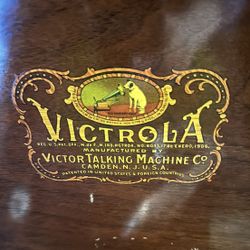 VICTROLA
MANUFACTURED BY
VICTOR TALKING MACHINE Co
CAMDEN, N.J. U.S.A.
PATENTED IN UNITED STATES & FOREIGN COUNTRIES